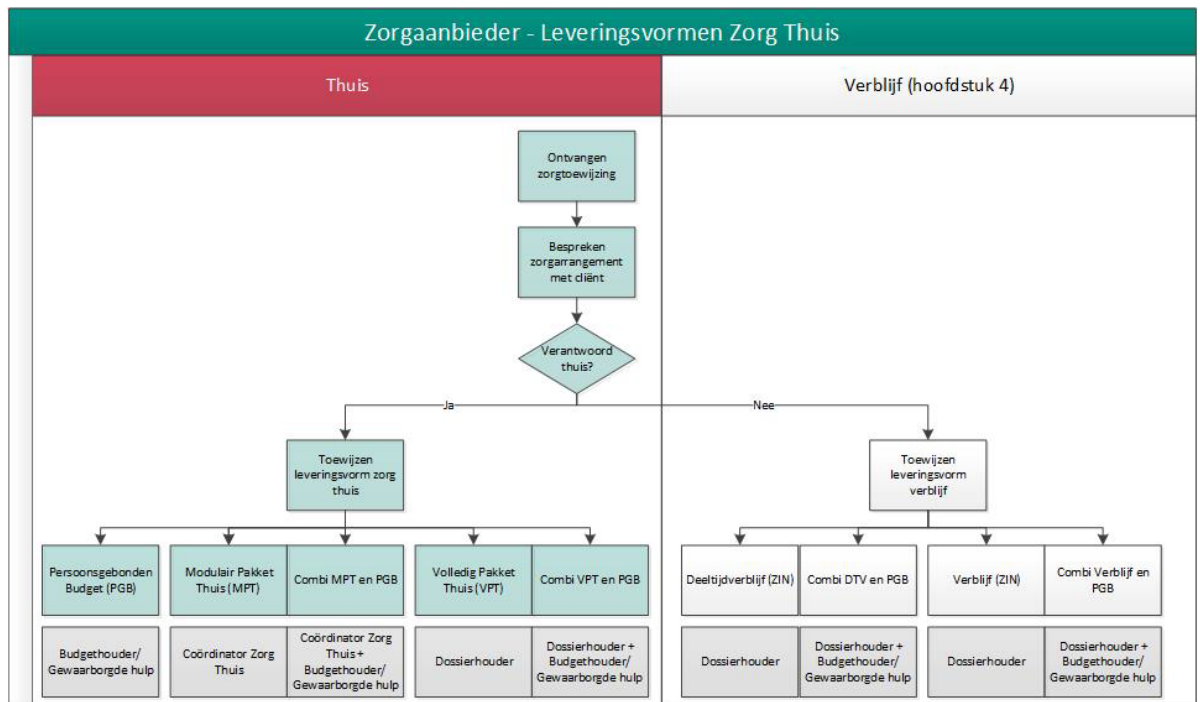 Zorgaanbieder - Leveringsvormen Zorg Thuis
Thuis
Verblijf (hoofdstuk 4)
Ontvangen
zorgtoewijzing
Bespreken
zorgarrangement
met cliënt
Verantwoord
thuis?
Ja
Nee
Toewijzen
leveringsvorm zorg
thuis
Toewijzen
leveringsvorm
verblijf
Persoonsgebonden
Budget (PGB)
Modulair Pakket
Thuis (MPT)
Combi MPT en PGB
Volledig Pakket
Thuis (VPT)
Combi VPT en PGB
Deeltijdverblijf (ZIN)
Combi DTV en PGB
Verblijf (ZIN)
Combi Verblijf en
PGB
Budgethouder/
Gewaarborgde hulp
Coördinator Zorg
Thuis
Coördinator Zorg
Thuis +
Budgethouder/
Gewaarborgde hulp
Dossierhouder
Dossierhouder +
Budgethouder/
Gewaarborgde hulp
Dossierhouder
Dossierhouder +
Budgethouder/
Gewaarborgde hulp
Dossierhouder
Dossierhouder +
Budgethouder/
Gewaarborgde hulp